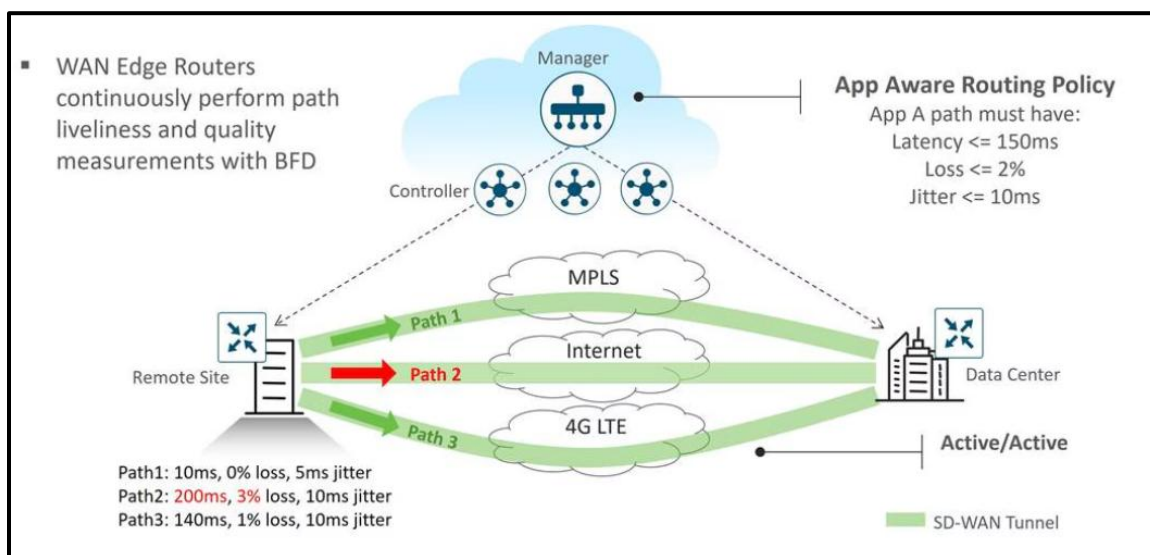 ▪ WAN Edge Routers
continuously perform path
liveliness and quality
measurements with BFD
Manager
App Aware Routing Policy
App A path must have:
Latency <= 150ms
Loss <= 2%
Jitter <= 10ms
Controller
MPLS
Path 1
Internet
Remote Site
Path 2
Data Center
4G LTE
Path 3
Active/Active
Path1: 10ms, 0% loss, 5ms jitter
Path2: 200ms, 3% loss, 10ms jitter
Path3: 140ms, 1% loss, 10ms jitter
SD-WAN Tunnel